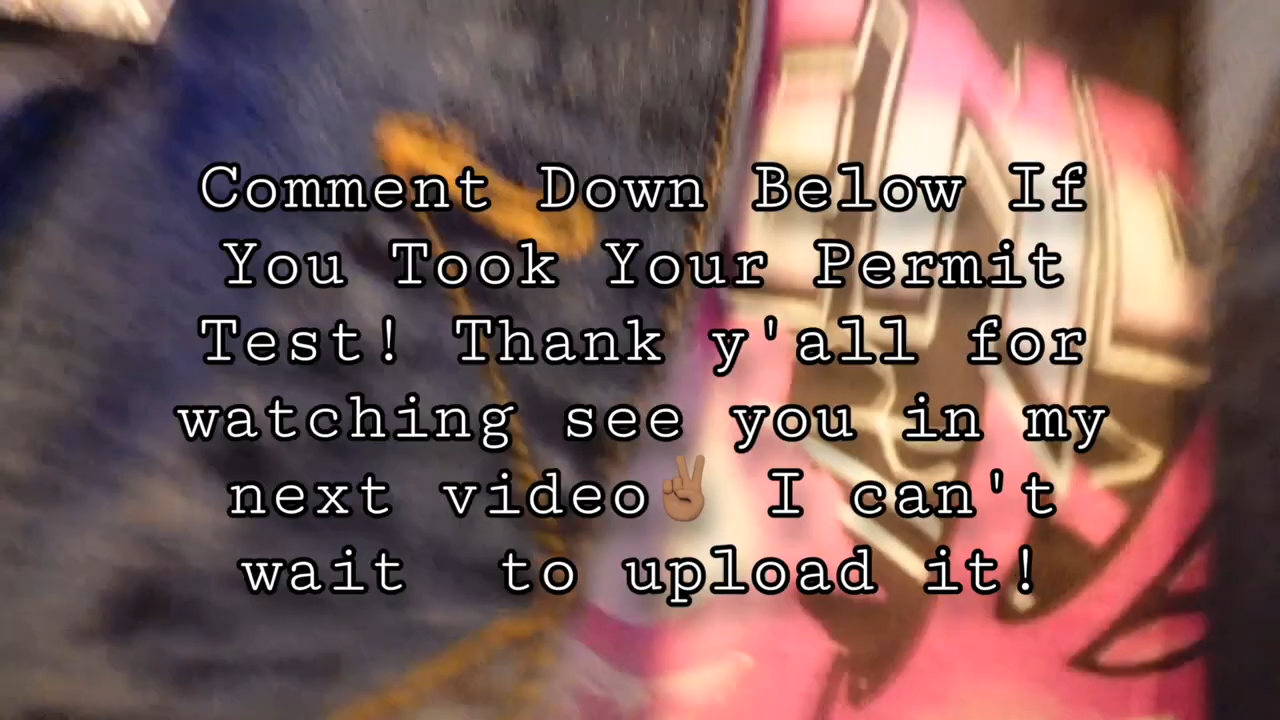 Comment Down Below If
You Took Your Permit
Test! Thank y'all for
watching see you in my
next video✌🏽 I can't
wait to upload it!